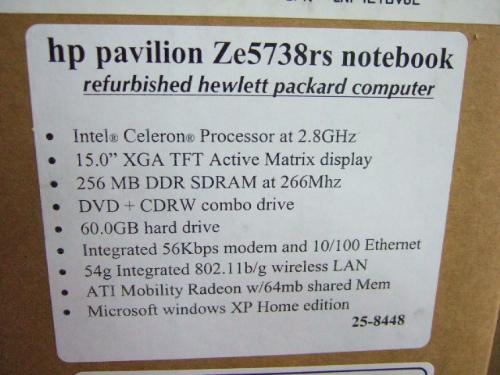 hp pavilion Ze5738rs notebook
refurbished hewlett packard computer
• Intel® Celeron® Processor at 2.8GHz
• 15.0" XGA TFT Active Matrix display
• 256 MB DDR SDRAM at 266Mhz
• DVD + CDRW combo drive
• 60.0GB hard drive
• Integrated 56Kbps modem and 10/100 Ethernet
• 54g Integrated 802.11b/g wireless LAN
• ATI Mobility Radeon w/64mb shared Mem
• Microsoft windows XP Home edition
25-8448